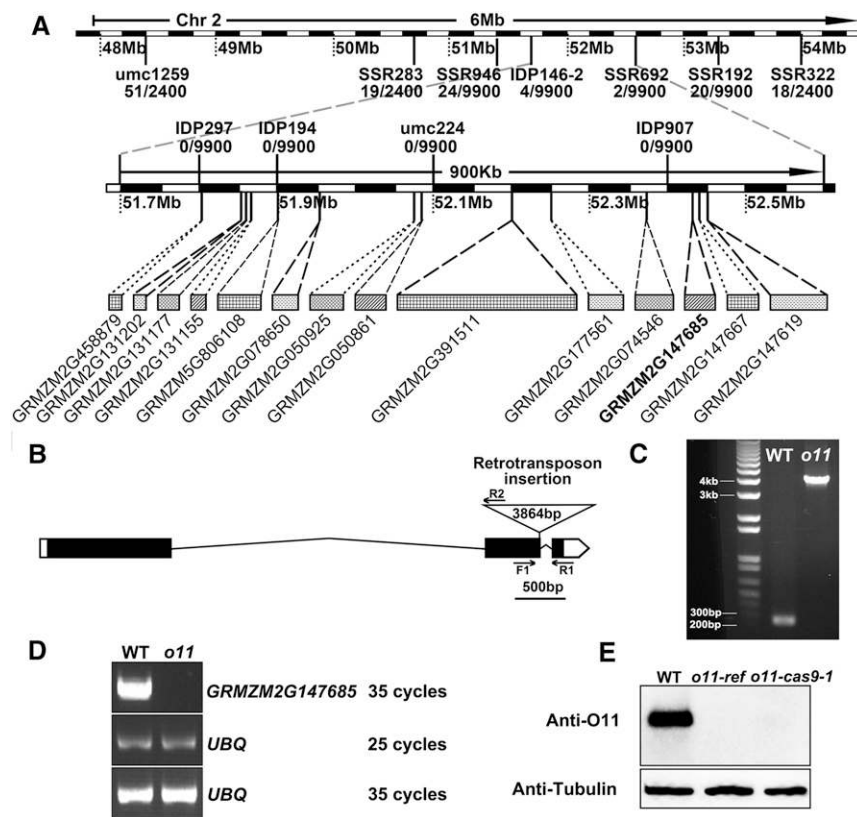 A
Chr 2
6Mb
48Mb 49Mb 50Mb 51Mb 52Mb 53Mb 54Mb
umc1259 SSR283 SSR946 IDP146-2 SSR692 SSR192 SSR322
51/2400 19/2400 24/9900 4/9900 2/9900 20/9900 18/2400
IDP297 IDP194 umc224 IDP907
0/9900 0/9900 0/9900 0/9900
900Kb
51.7Mb 51.9Mb 52.1Mb 52.3Mb 52.5Mb
GRMZM2G458879
GRMZM2G131202
GRMZM2G131177
GRMZM2G131155
GRMZM5G806108
GRMZM2G078650
GRMZM2G050925
GRMZM2G050861
GRMZM2G391511
GRMZM2G177561
GRMZM2G074546
GRMZM2G147685
GRMZM2G147667
GRMZM2G147619
B
Retrotransposon
insertion
R2
3864bp
F1 R1
500bp
C
WT o11
4kb
3kb
300bp
200bp
D
WT o11
GRMZM2G147685 35 cycles
UBQ 25 cycles
UBQ 35 cycles
E
WT o11-ref o11-cas9-1
Anti-O11
Anti-Tubulin